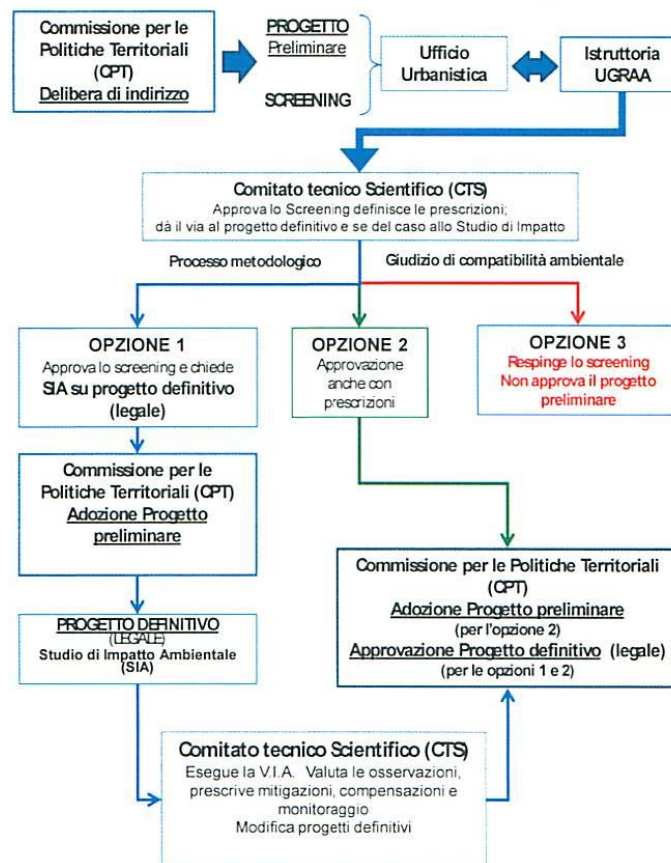 Commissione per le
Politiche Territoriali
(CPT)
Delibera di indirizzo
PROGETTO
Preliminare
SCREENING
Ufficio
Urbanistica
Istruttoria
UGRAA
Comitato tecnico Scientifico (CTS)
Approva lo Screening definisce le prescrizioni;
dà il via al progetto definitivo e se del caso allo Studio di Impatto
Processo metodologico
Giudizio di compatibilità ambientale
OPZIONE 1
Approva lo screening e chiede
SIA su progetto definitivo
(legale)
OPZIONE 2
Approvazione
anche con
prescrizioni
OPZIONE 3
Respinge lo screening
Non approva il progetto
preliminare
Commissione per le
Politiche Territoriali (CPT)
Adozione Progetto
preliminare
Commissione per le Politiche Territoriali
(CPT)
Adozione Progetto preliminare
(per l'opzione 2)
Approvazione Progetto definitivo (legale)
(per le opzioni 1 e 2)
PROGETTO DEFINITIVO
(LEGALE)
Studio di Impatto Ambientale
(SIA)
Comitato tecnico Scientifico (CTS)
Esegue la V.I.A. Valuta le osservazioni,
prescrive mitigazioni, compensazioni e
monitoraggio
Modifica progetti definitivi